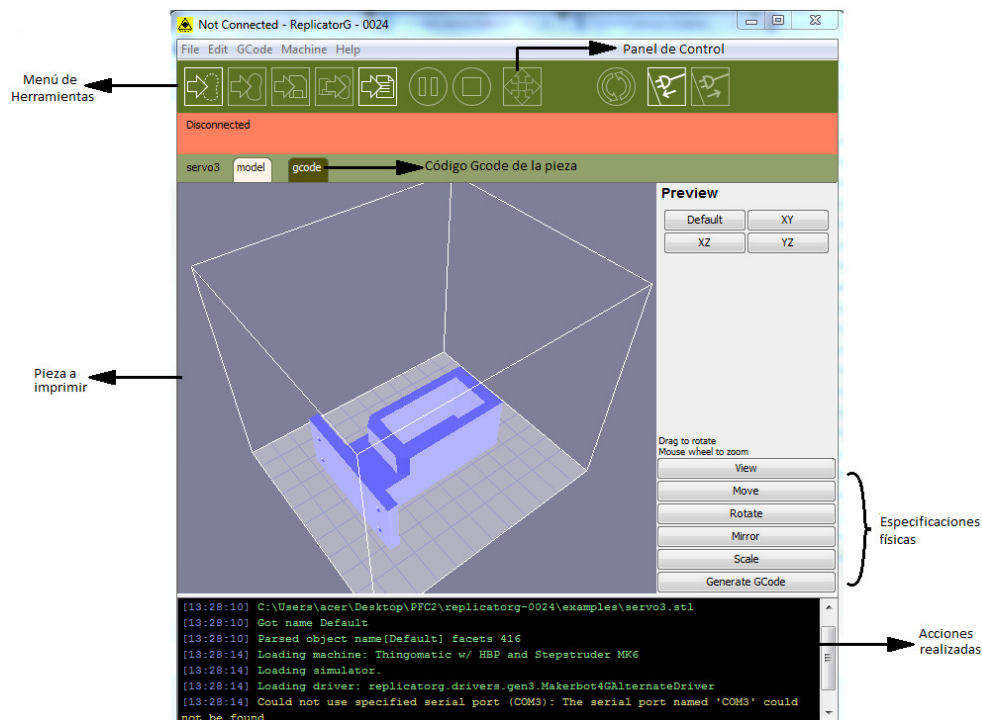 Not Connected - ReplicatorG - 0024
File Edit GCode Machine Help
Panel de Control
Menú de
Herramientas
Disconnected
servo3 model gcode
Código Gcode de la pieza
Preview
Default XY
XZ YZ
Pieza a
imprimir
Drag to rotate
Mouse wheel to zoom
View
Move
Rotate
Mirror
Scale
Generate GCode
Especificaciones
físicas
[13:28:10] C:\Users\acer\Desktop\PFC2\replicatorg-0024\examples\servo3.stl
[13:28:10] Got name Default
[13:28:10] Parsed object name[Default] facets 416
[13:28:14] Loading machine: Thingomatic w/ HBP and Stepstruder MK6
[13:28:14] Loading simulator.
[13:28:14] Loading driver: replicatorg.drivers.gen3.Makerbot4GAlternateDriver
[13:28:14] Could not use specified serial port (COM3): The serial port named 'COM3' could
not be found
Acciones
realizadas